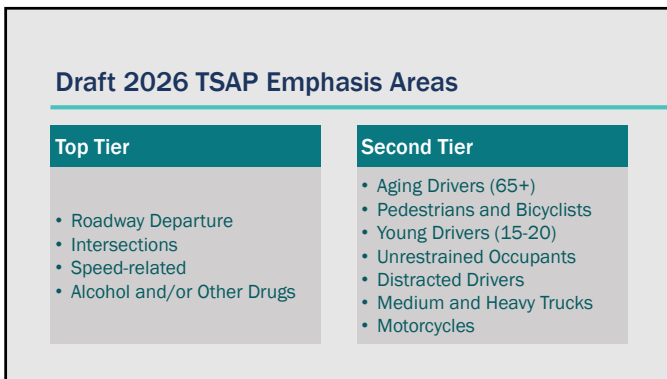 Draft 2026 TSAP Emphasis Areas
Top Tier
• Roadway Departure
• Intersections
• Speed-related
• Alcohol and/or Other Drugs
Second Tier
• Aging Drivers (65+)
• Pedestrians and Bicyclists
• Young Drivers (15-20)
• Unrestrained Occupants
• Distracted Drivers
• Medium and Heavy Trucks
• Motorcycles